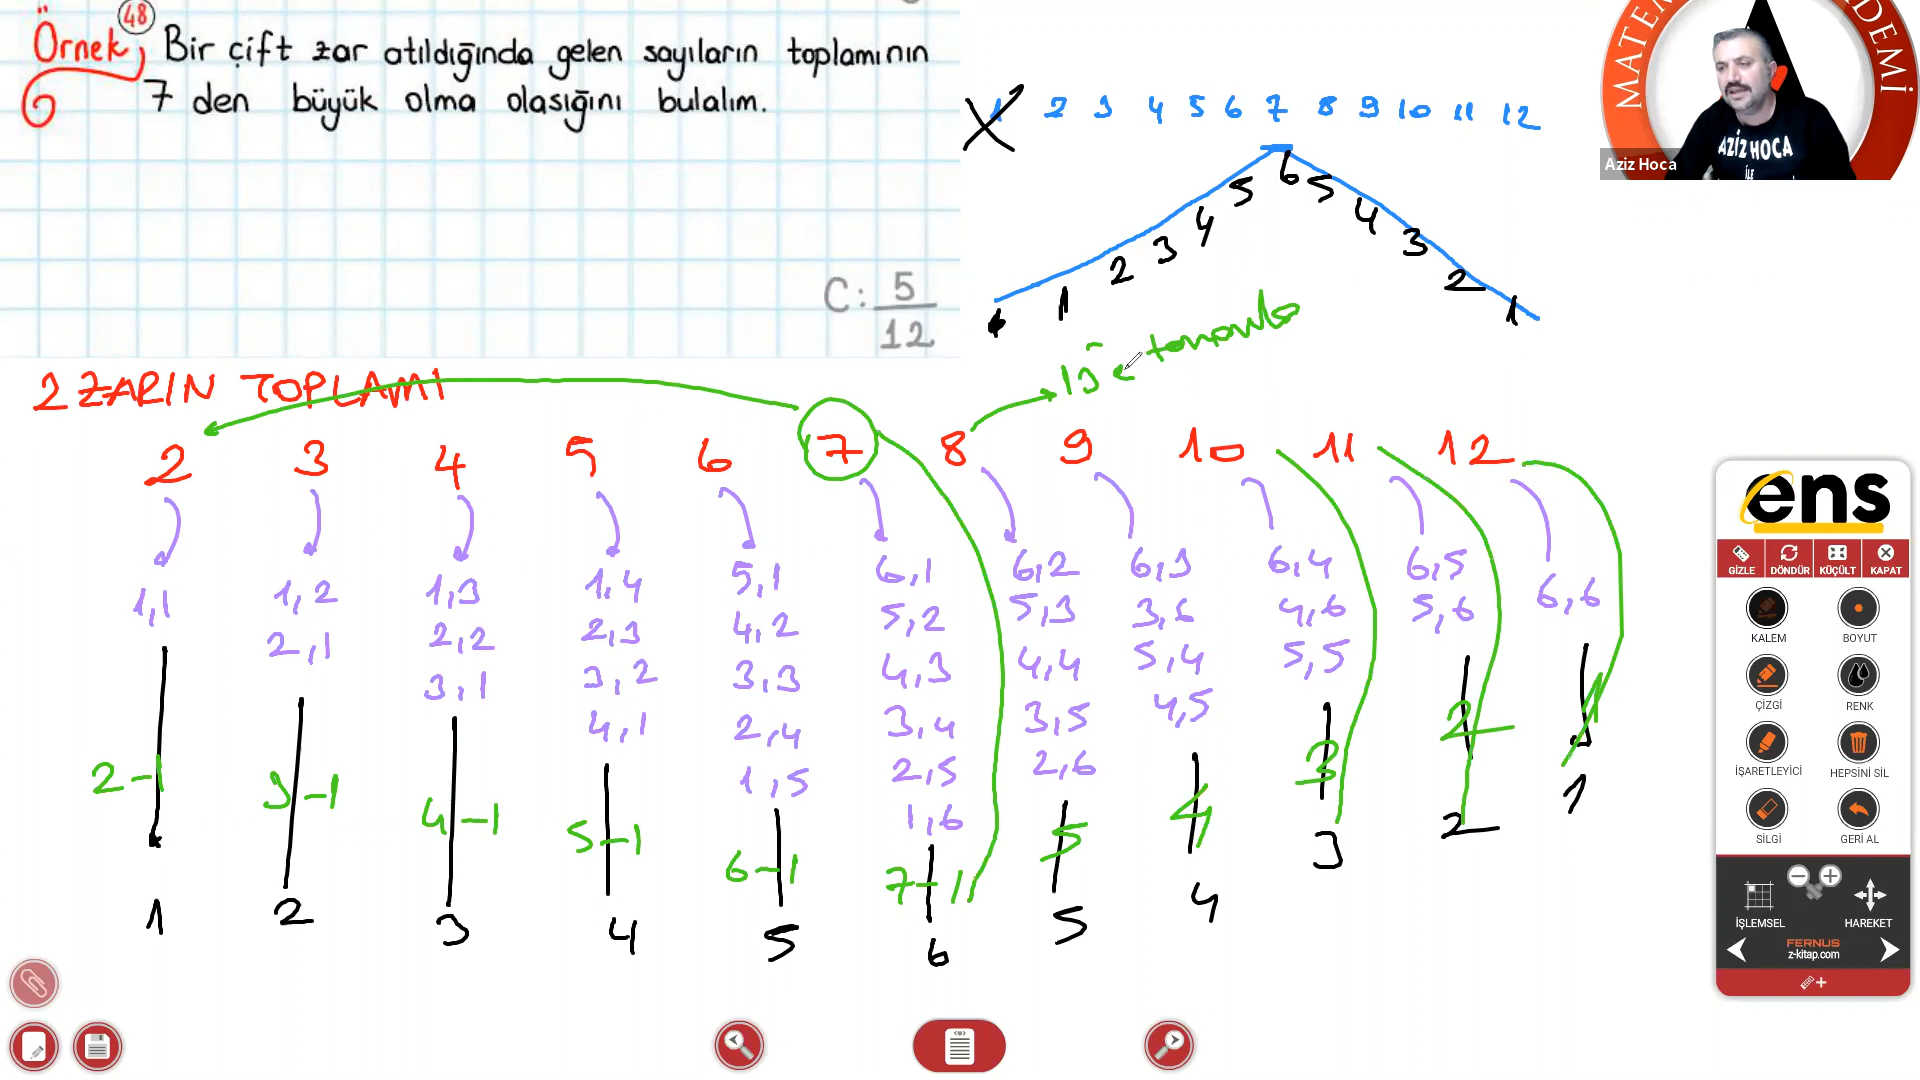 Örnek 48 Bir çift zar atıldığında gelen sayıların toplamının
7 den büyük olma olasığını bulalım.
C: 5/12
1 2 3 4 5 6 7 8 9 10 11 12
1 2 3 4 5 6 5 4 3 2 1
13 e tamamla
MATEM DEMİ
AZİZ HOCA
İLE
Aziz Hoca
2 ZARIN TOPLAMI
2 3 4 5 6 7 8 9 10 11 12
1,1 1,2 1,3 1,4 5,1 6,1 6,2 6,3 6,4 6,5 6,6
2,1 2,2 2,3 4,2 5,2 5,3 3,6 4,6 5,6
3,1 3,2 3,3 4,3 4,4 5,4 5,5
4,1 2,4 3,4 3,5 4,5
1,5 2,5 2,6
1,6
2-1 3-1 4-1 5-1 6-1 7-1 5 4 3 2 1
1 2 3 4 5 6 5 4 3 2 1
ens
GİZLE DÖNDÜR KÜÇÜLT KAPAT
KALEM BOYUT
ÇİZGİ RENK
İŞARETLEYİCİ HEPSİNİ SİL
SİLGİ GERİ AL
İŞLEMSEL HAREKET
FERNUS
z-kitap.com